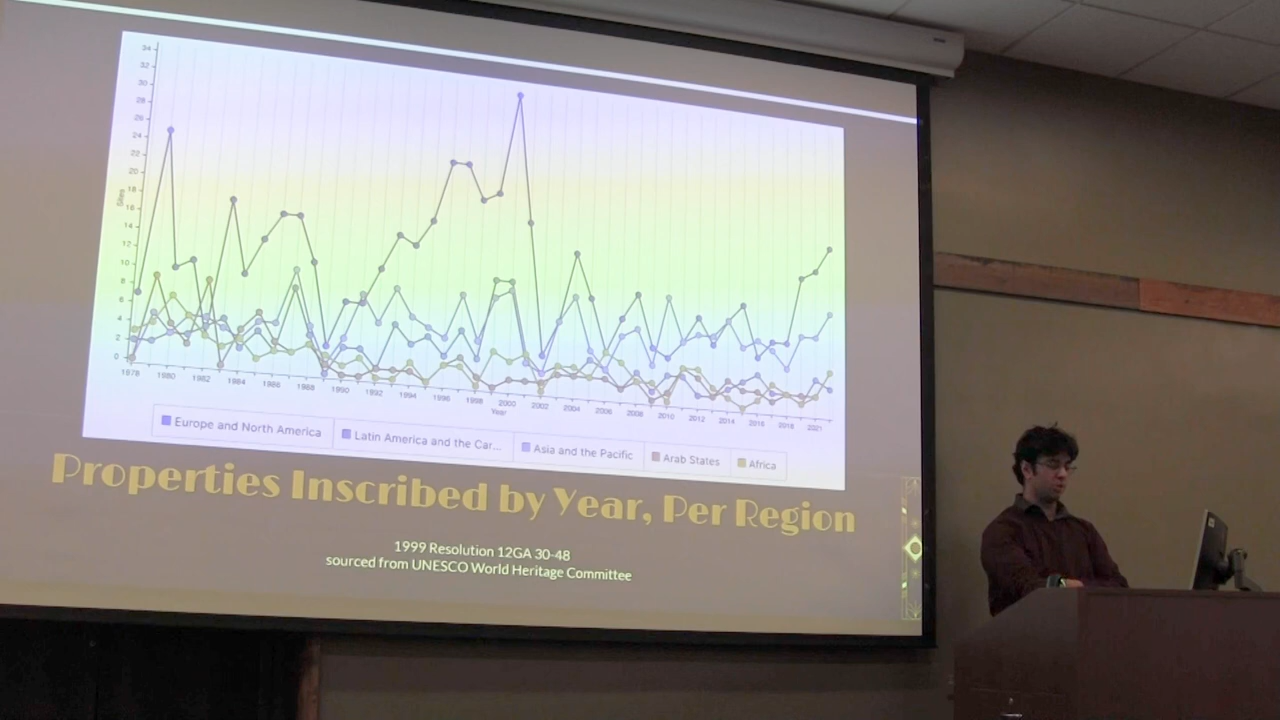 34
32
30
28
26
24
22
20
18
16
14
12
10
8
6
4
2
0
Sites
1978 1980 1982 1984 1986 1988 1990 1992 1994 1996 1998 2000 2002 2004 2006 2008 2010 2012 2014 2016 2018 2021
Year
Europe and North America Latin America and the Car... Asia and the Pacific Arab States Africa
Properties Inscribed by Year, Per Region
1999 Resolution 12GA 30-48
sourced from UNESCO World Heritage Committee